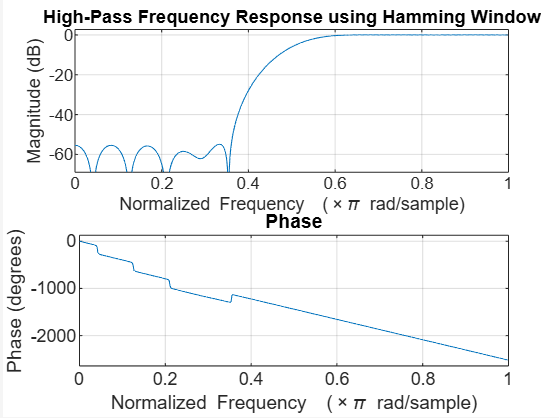 High-Pass Frequency Response using Hamming Window
Magnitude (dB)
0
-20
-40
-60
0 0.2 0.4 0.6 0.8 1
Normalized Frequency (× π rad/sample)
Phase
Phase (degrees)
0
-1000
-2000
0 0.2 0.4 0.6 0.8 1
Normalized Frequency (× π rad/sample)